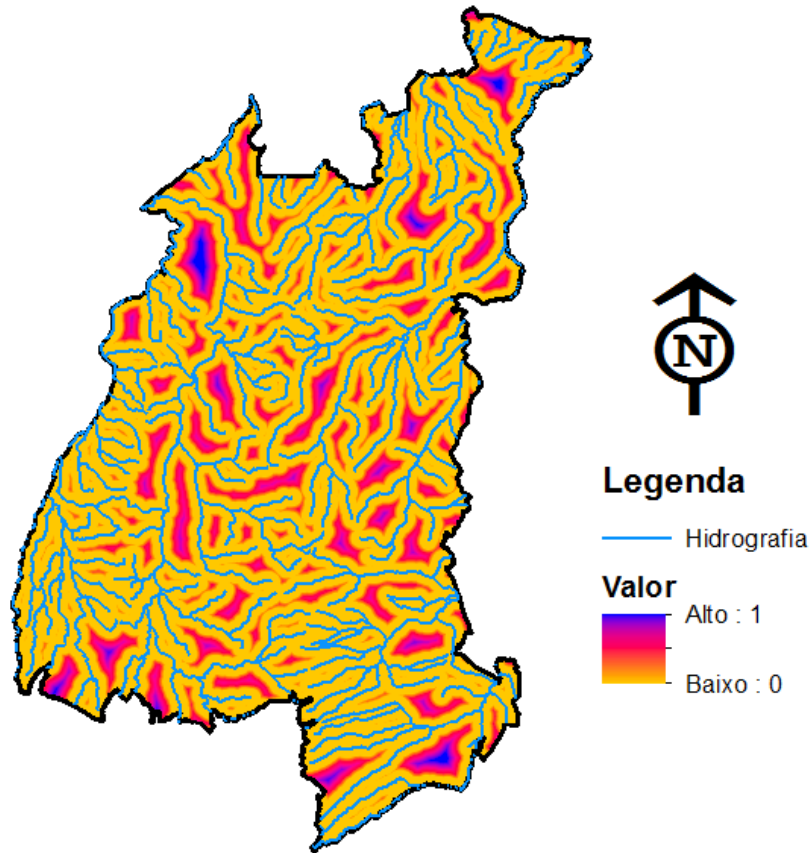 N
Legenda
Hidrografia
Valor
Alto : 1
Baixo : 0